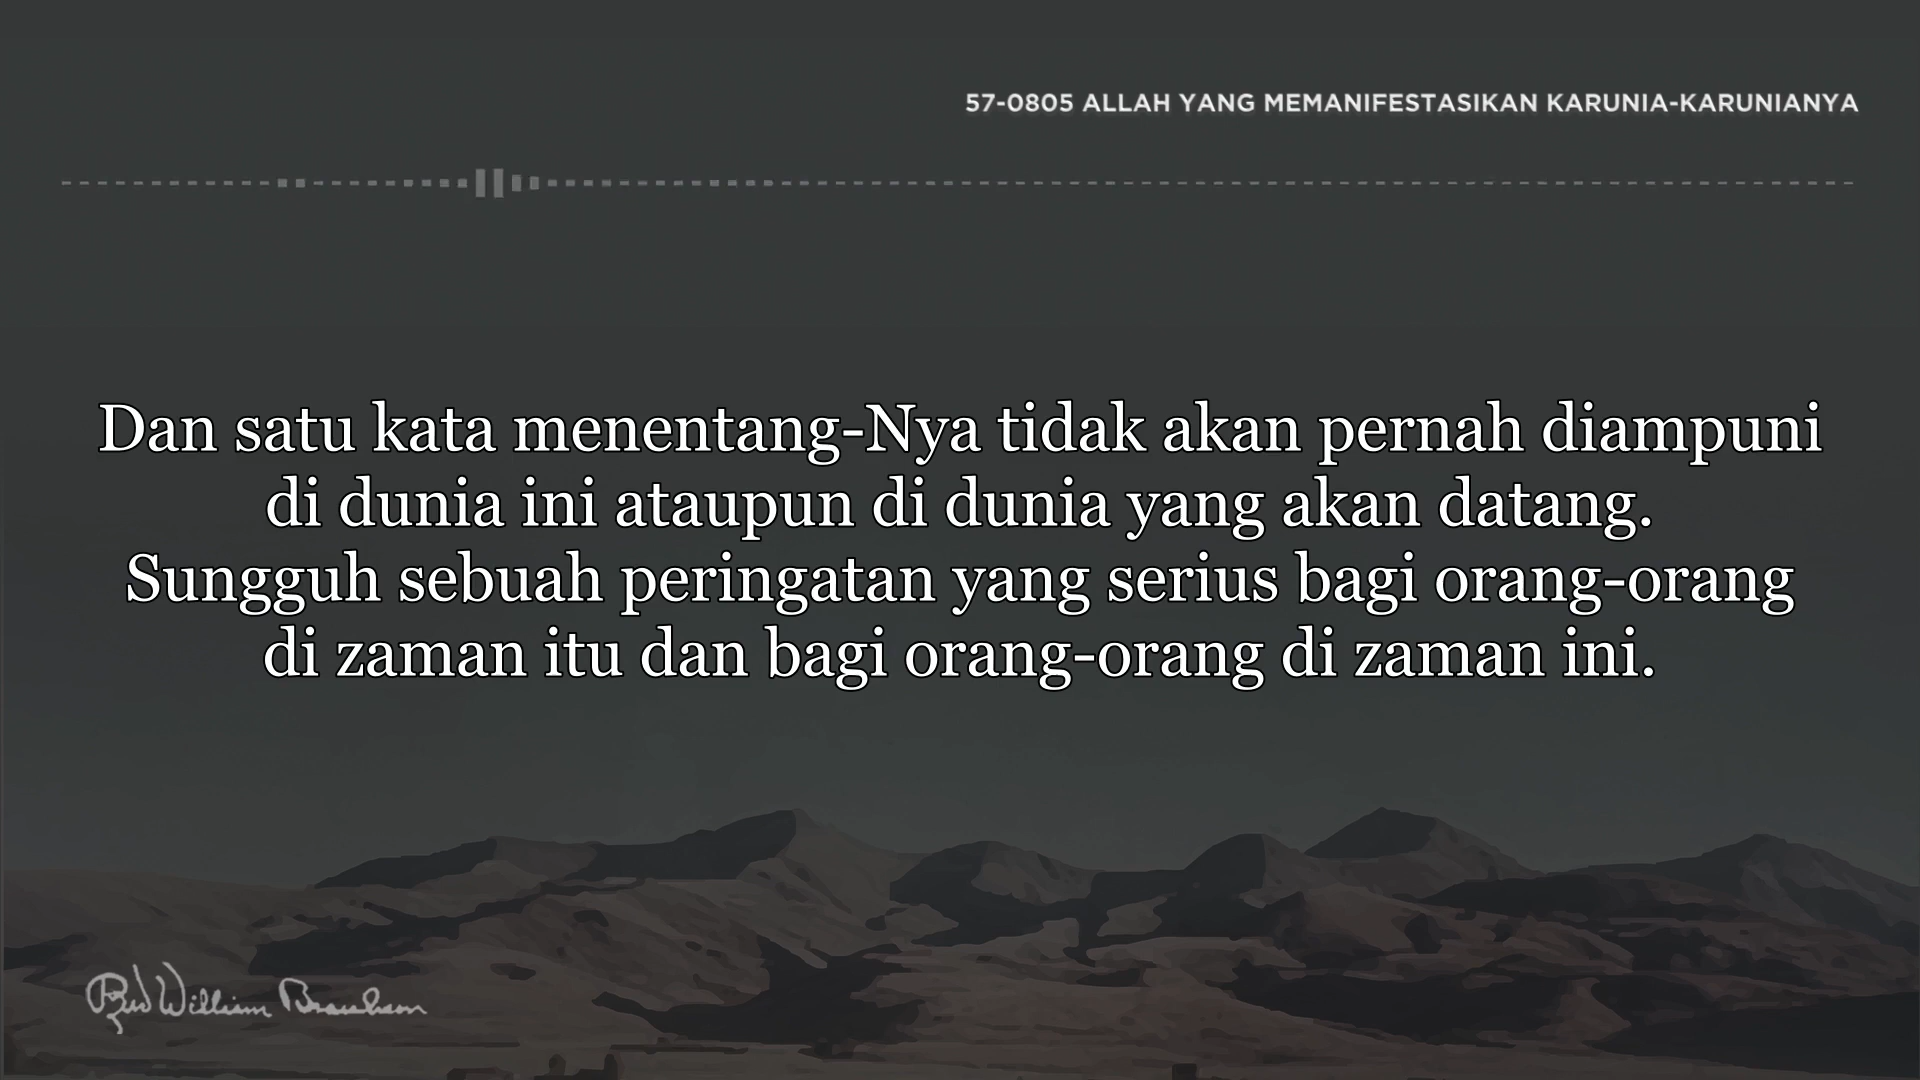 57-0805 ALLAH YANG MEMANIFESTASIKAN KARUNIA-KARUNIANYA
Dan satu kata menentang-Nya tidak akan pernah diampuni
di dunia ini ataupun di dunia yang akan datang.
Sungguh sebuah peringatan yang serius bagi orang-orang
di zaman itu dan bagi orang-orang di zaman ini.
William Branham